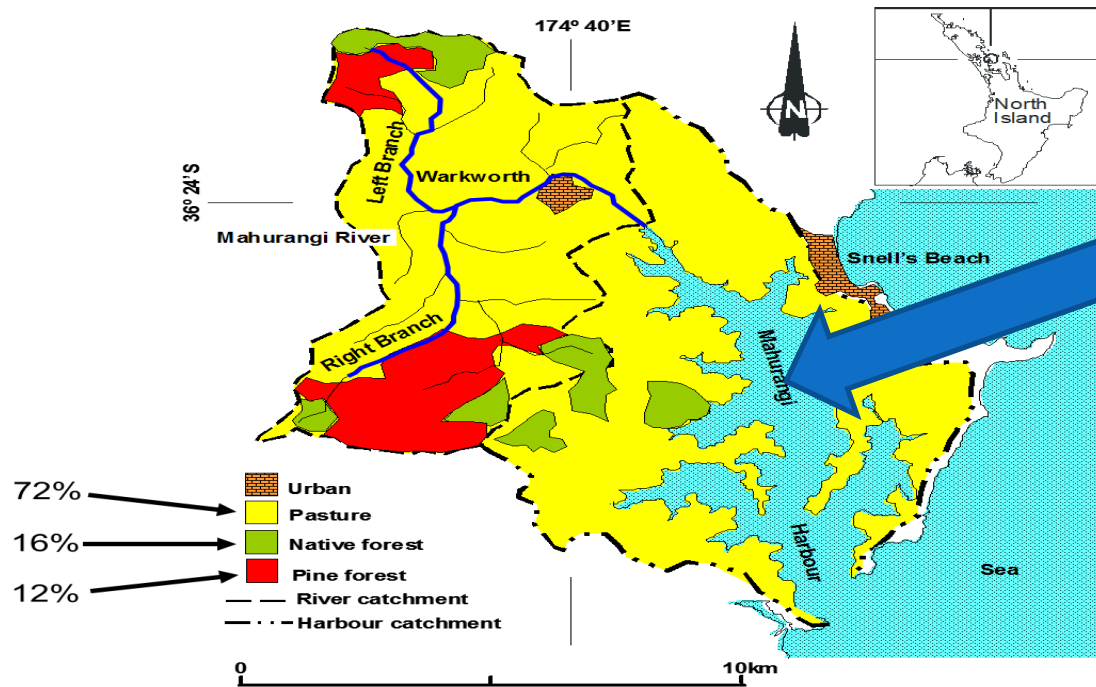 174º 40'E
N
North
Island
36º 24'S
Left Branch
Warkworth
Mahurangi River
Snell's Beach
Right Branch
Mahurangi
Harbour
Sea
72%
16%
12%
Urban
Pasture
Native forest
Pine forest
River catchment
Harbour catchment
0
10km